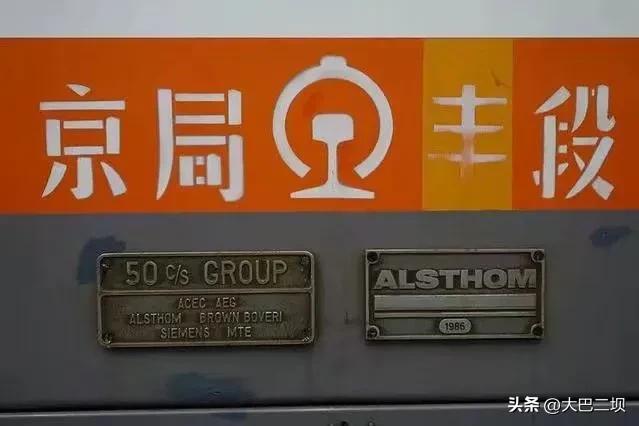 京局丰段
50 c/s GROUP
ACEC AEG
ALSTHOM BROWN BOVERI
SIEMENS MTE
ALSTHOM
1986
头条 @大巴二坝